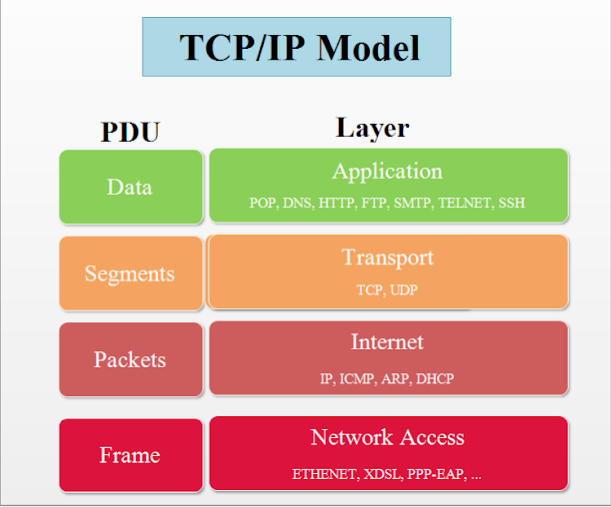 TCP/IP Model
PDU
Layer
Data
Application
POP, DNS, HTTP, FTP, SMTP, TELNET, SSH
Segments
Transport
TCP, UDP
Packets
Internet
IP, ICMP, ARP, DHCP
Frame
Network Access
ETHENET, XDSL, PPP-EAP, ...